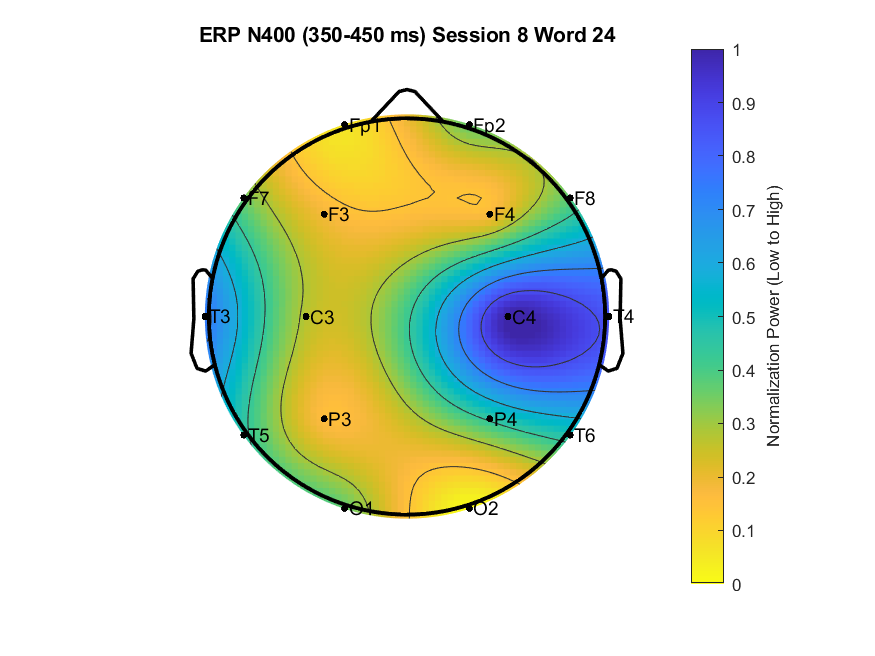 ERP N400 (350-450 ms) Session 8 Word 24
Fp1 Fp2
F7 F8
F3 F4
T3 C3 C4 T4
P3 P4
T5 T6
O1 O2
1
0.9
0.8
0.7
0.6
0.5
0.4
0.3
0.2
0.1
0
Normalization Power (Low to High)